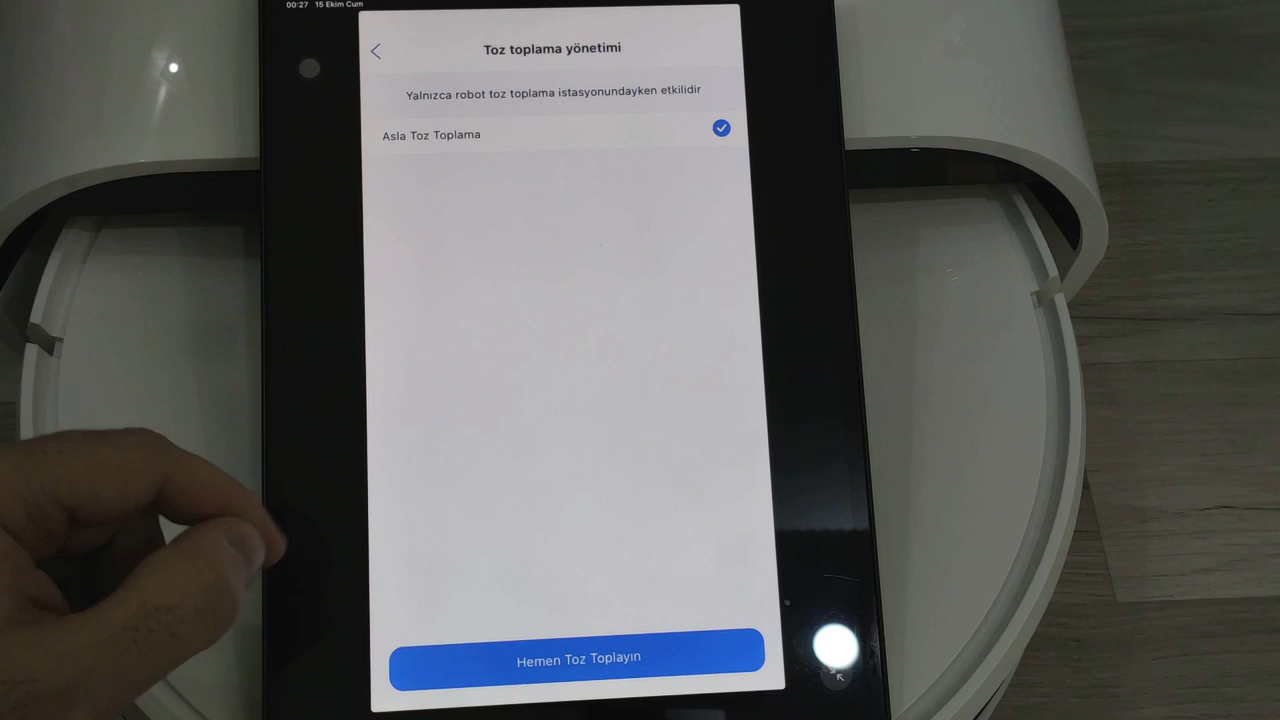 00:27 15 Ekim Cum
Toz toplama yönetimi
Yalnızca robot toz toplama istasyonundayken etkilidir
Asla Toz Toplama
Hemen Toz Toplayın